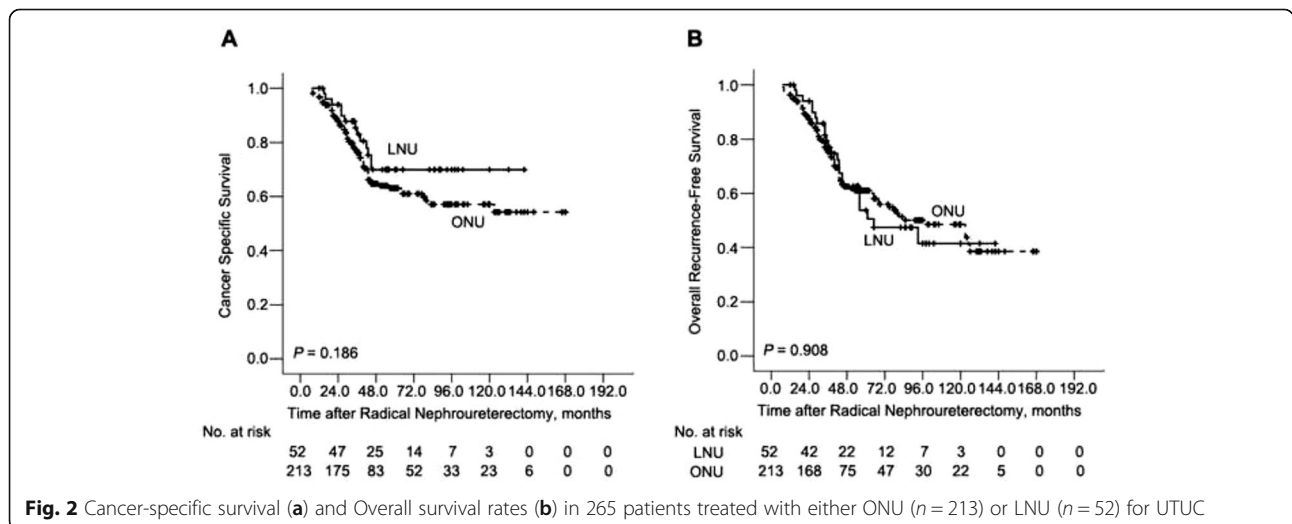 A
Cancer Specific Survival
1.0
0.8
0.6
0.4
0.2
0.0
LNU
ONU
P = 0.186
0.0 24.0 48.0 72.0 96.0 120.0 144.0 168.0 192.0
Time after Radical Nephroureterectomy, months
No. at risk
52 47 25 14 7 3 0 0 0
213 175 83 52 33 23 6 0 0
B
Overall Recurrence-Free Survival
1.0
0.8
0.6
0.4
0.2
0.0
ONU
LNU
P = 0.908
0.0 24.0 48.0 72.0 96.0 120.0 144.0 168.0 192.0
Time after Radical Nephroureterectomy, months
No. at risk
LNU 52 42 22 12 7 3 0 0 0
ONU 213 168 75 47 30 22 5 0 0
Fig. 2 Cancer-specific survival (a) and Overall survival rates (b) in 265 patients treated with either ONU (n = 213) or LNU (n = 52) for UTUC